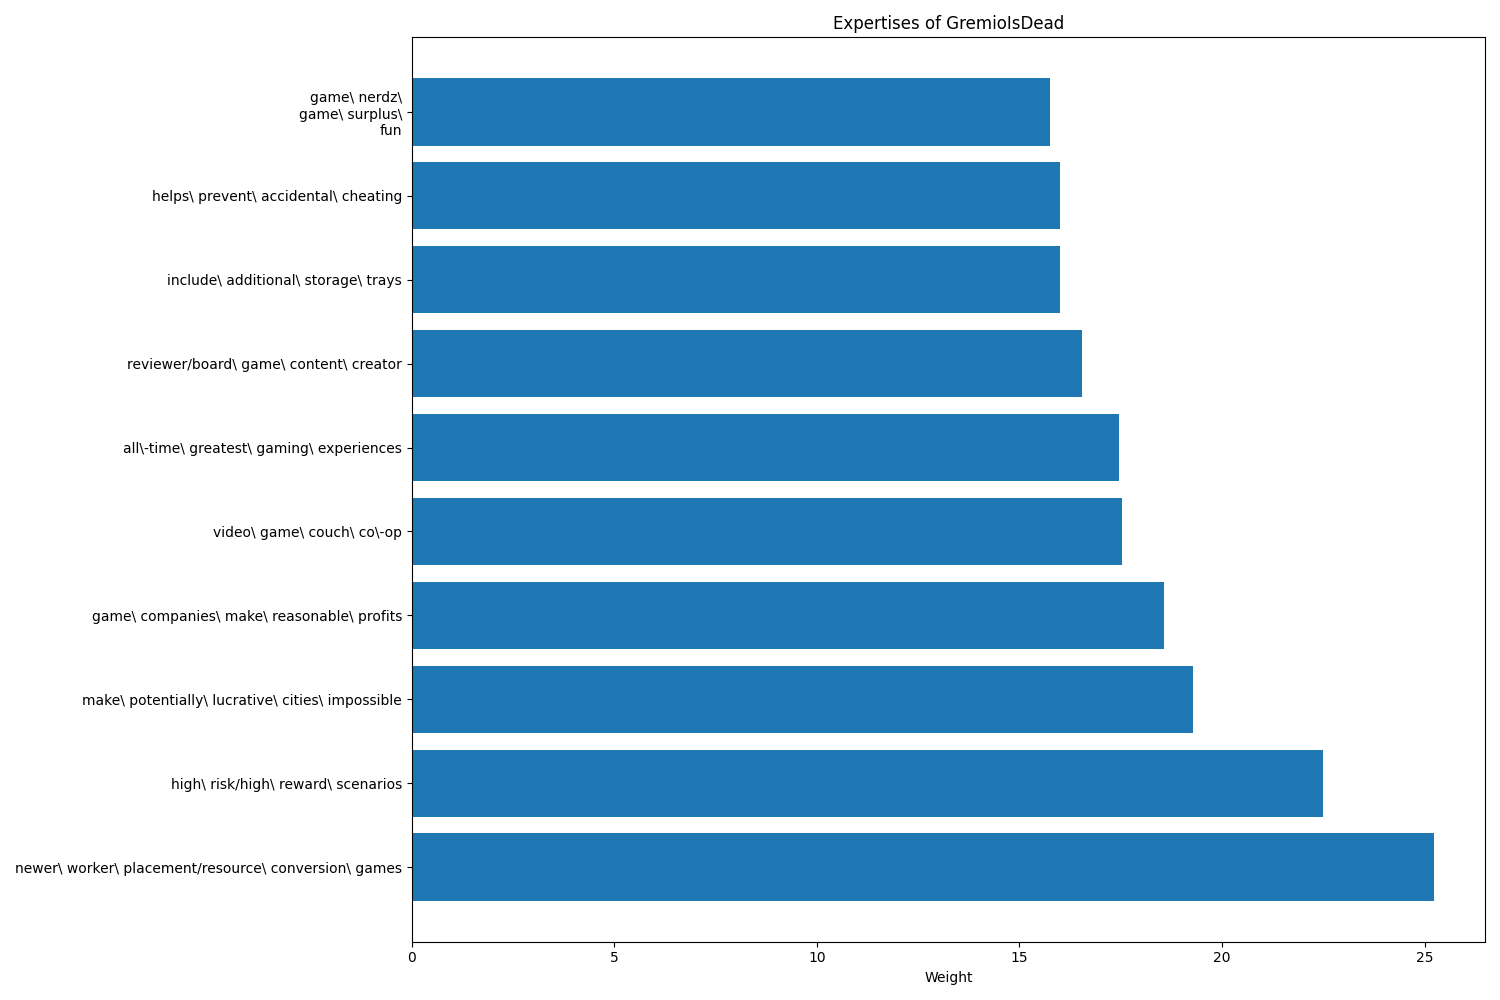 Expertises of GremioIsDead
game\ nerdz\
game\ surplus\
fun
helps\ prevent\ accidental\ cheating
include\ additional\ storage\ trays
reviewer/board\ game\ content\ creator
all\-time\ greatest\ gaming\ experiences
video\ game\ couch\ co\-op
game\ companies\ make\ reasonable\ profits
make\ potentially\ lucrative\ cities\ impossible
high\ risk/high\ reward\ scenarios
newer\ worker\ placement/resource\ conversion\ games
0 5 10 15 20 25
Weight